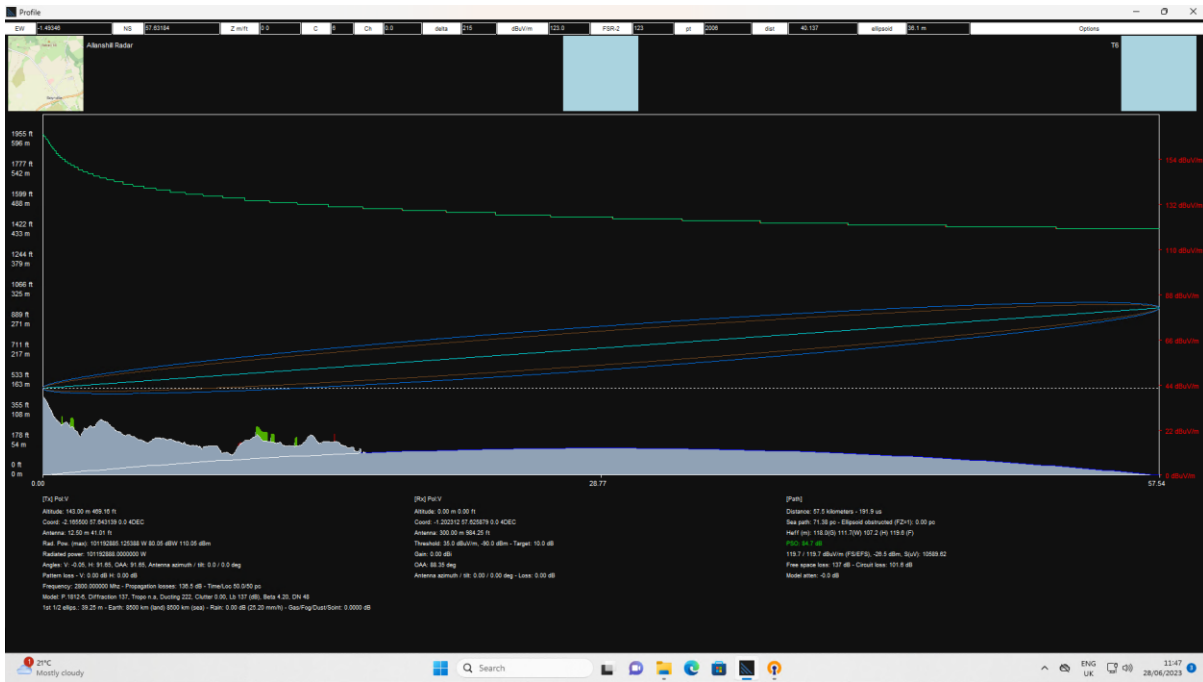 Profile
EW -1.49346 NS 57.63184 Z m/ft 0.0 C 6 Ch 0.0 delta 215 dBuV/m 123.0 FSR-2 123 pt 2008 dist 40.137 ellipsoid 36.1 m Options
Allanshill Radar
T6
1955 ft
596 m
1777 ft
542 m
1599 ft
488 m
1422 ft
433 m
1244 ft
379 m
1066 ft
325 m
889 ft
271 m
711 ft
217 m
533 ft
163 m
355 ft
108 m
178 ft
54 m
0 ft
0 m
154 dBuV/m
132 dBuV/m
110 dBuV/m
88 dBuV/m
66 dBuV/m
44 dBuV/m
22 dBuV/m
0 dBuV/m
0.00 28.77 57.54
[Tx] Pol:V
Altitude: 143.00 m 469.16 ft
Coord: -2.165500 57.643139 0.0 4DEC
Antenna: 12.50 m 41.01 ft
Rad. Pow. (max): 101192885.125388 W 80.05 dBW 110.05 dBm
Radiated power: 101192888.0000000 W
Angles: V: -0.05, H: 91.65, OAA: 91.65, Antenna azimuth / tilt: 0.0 / 0.0 deg
Pattern loss - V: 0.00 dB H: 0.00 dB
Frequency: 2800.000000 MHz - Propagation losses: 136.5 dB - Time/Loc 50.0/50 pc
Model: P.1812-6, Diffraction 137, Tropo n.a, Ducting 222, Clutter 0.00, Lb 137 (dB), Beta 4.20, DN 48
1st 1/2 ellips.: 39.25 m - Earth: 8500 km (land) 8500 km (sea) - Rain: 0.00 dB (25.20 mm/h) - Gas/Fog/Dust/Scint: 0.0000 dB
[Rx] Pol:V
Altitude: 0.00 m 0.00 ft
Coord: -1.202312 57.625879 0.0 4DEC
Antenna: 300.00 m 984.25 ft
Threshold: 35.0 dBuV/m, -90.0 dBm - Target: 10.0 dB
Gain: 0.00 dBi
OAA: 88.35 deg
Antenna azimuth / tilt: 0.00 / 0.00 deg - Loss: 0.00 dB
[Path]
Distance: 57.5 kilometers - 191.9 us
Sea path: 71.38 pc - Ellipsoid obstructed (FZ=1): 0.00 pc
Heff (m): 118.0(G) 111.7(W) 107.2 (H) 115.6 (F)
FSG: 84.7 dB
119.7 / 119.7 dBuV/m (FS/EFS), -26.5 dBm, S(uV): 10589.62
Free space loss: 137 dB - Circuit loss: 101.6 dB
Model atten: -0.0 dB
1
21°C
Mostly cloudy
Search
ENG
UK
11:47
28/06/2023